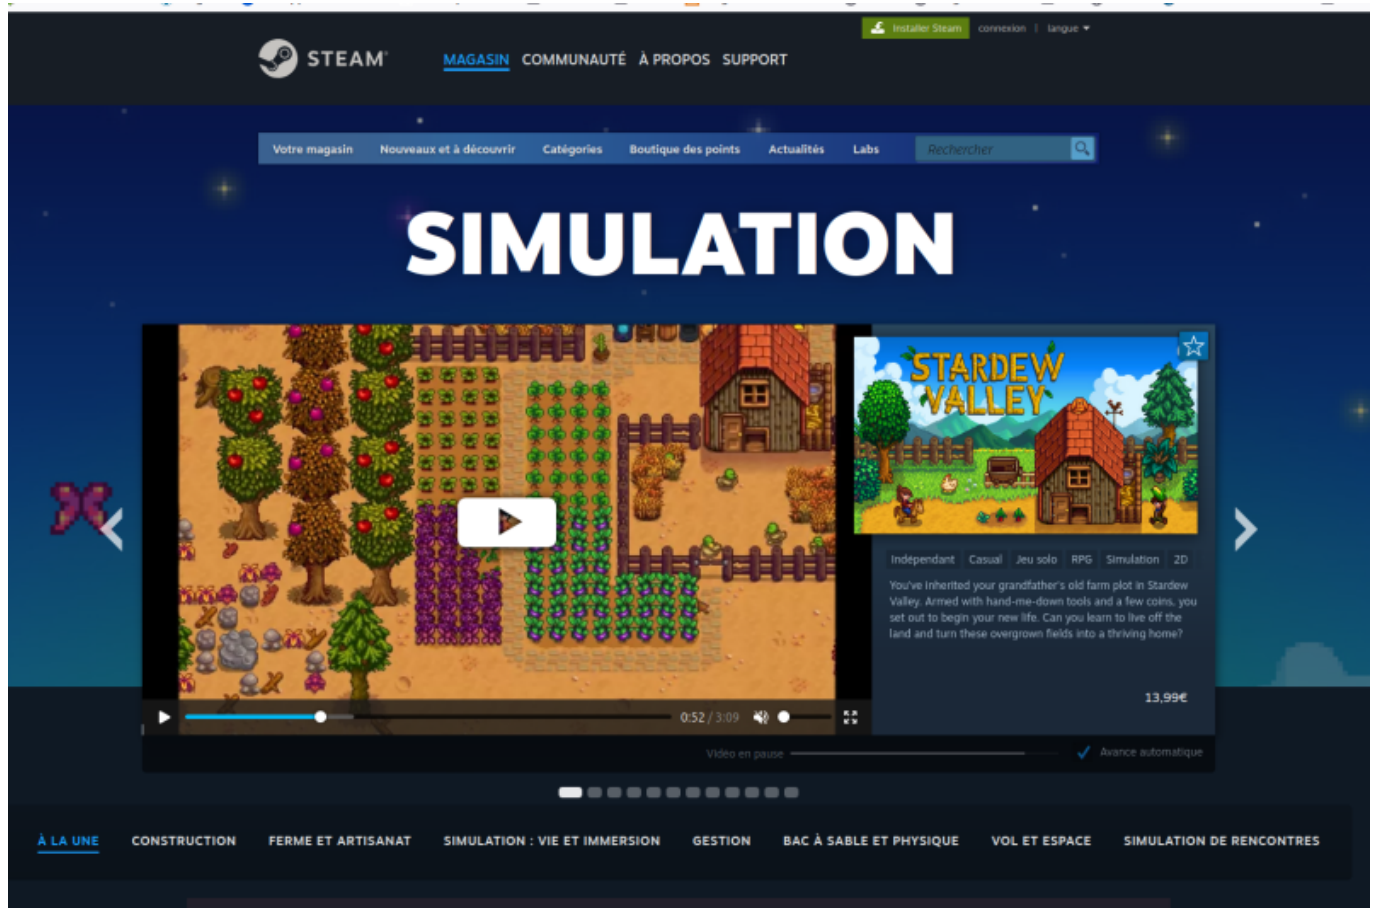 Installer Steam connexion | langue
STEAM®
MAGASIN COMMUNAUTÉ À PROPOS SUPPORT
Votre magasin Nouveaux et à découvrir Catégories Boutique des points Actualités Labs Rechercher
SIMULATION
STARDEW
VALLEY
Indépendant Casual Jeu solo RPG Simulation 2D
You've inherited your grandfather's old farm plot in Stardew
Valley. Armed with hand-me-down tools and a few coins, you
set out to begin your new life. Can you learn to live off the
land and turn these overgrown fields into a thriving home?
13,99€
0:52 / 3:09
Vidéo en pause Avance automatique
À LA UNE CONSTRUCTION FERME ET ARTISANAT SIMULATION : VIE ET IMMERSION GESTION BAC À SABLE ET PHYSIQUE VOL ET ESPACE SIMULATION DE RENCONTRES